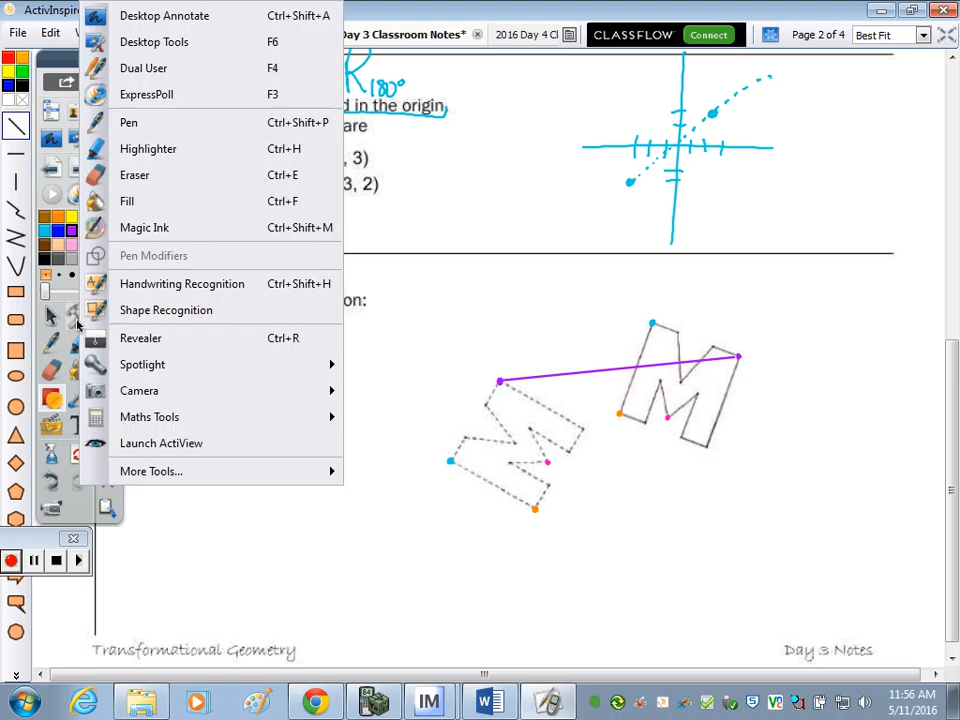 ActivInspire
File Edit
Day 3 Classroom Notes* 2016 Day 4 Cl CLASSFLOW Connect Page 2 of 4 Best Fit
Desktop Annotate Ctrl+Shift+A
Desktop Tools F6
Dual User F4
ExpressPoll F3
Pen Ctrl+Shift+P
Highlighter Ctrl+H
Eraser Ctrl+E
Fill Ctrl+F
Magic Ink Ctrl+Shift+M
Pen Modifiers
Handwriting Recognition Ctrl+Shift+H
Shape Recognition
Revealer Ctrl+R
Spotlight
Camera
Maths Tools
Launch ActiView
More Tools...
R180°
d in the origin,
are
, 3)
3, 2)
on:
M M
Transformational Geometry Day 3 Notes
84
IM
11:56 AM
5/11/2016